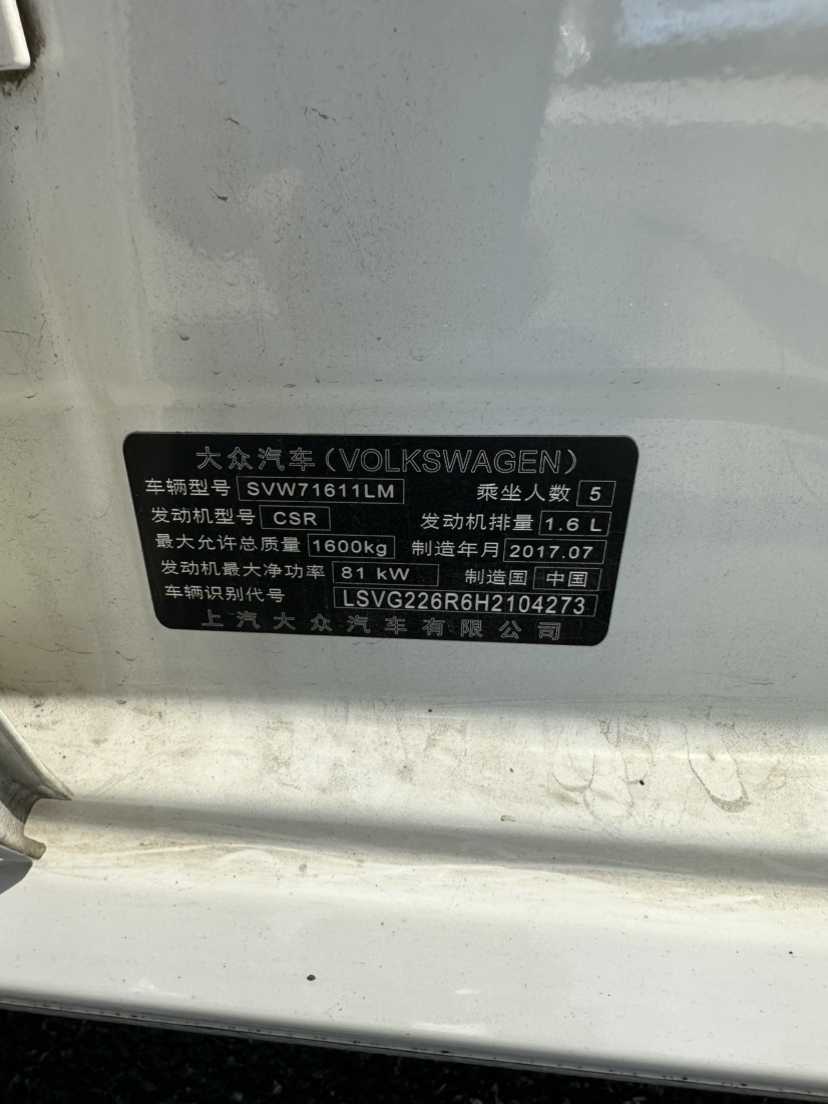 大众汽车(VOLKSWAGEN)
车辆型号 SVW71611LM 乘坐人数 5
发动机型号 CSR 发动机排量 1.6 L
最大允许总质量 1600kg 制造年月 2017.07
发动机最大净功率 81 kW 制造国 中国
车辆识别代号 LSVG226R6H2104273
上汽大众汽车有限公司